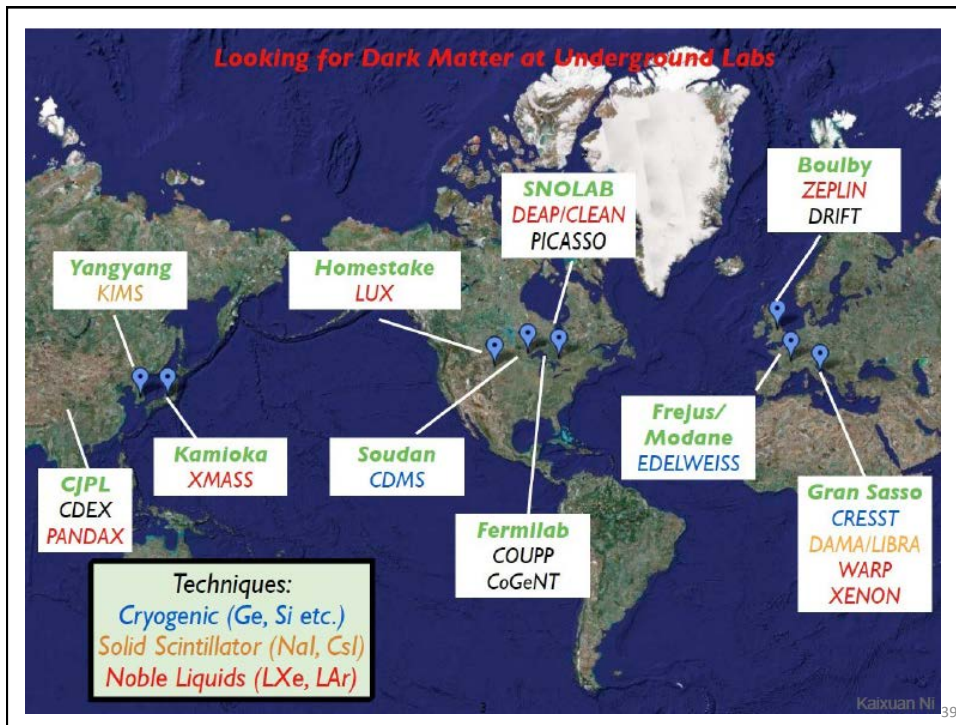 Looking for Dark Matter at Underground Labs
Boulby
ZEPLIN
DRIFT
SNOLAB
DEAP/CLEAN
PICASSO
Yangyang
KIMS
Homestake
LUX
Frejus/
Modane
EDELWEISS
Kamioka
XMASS
Soudan
CDMS
CJPL
CDEX
PANDAX
Gran Sasso
CRESST
DAMA/LIBRA
WARP
XENON
Fermilab
COUPP
CoGeNT
Techniques:
Cryogenic (Ge, Si etc.)
Solid Scintillator (NaI, CsI)
Noble Liquids (LXe, LAr)
3
Kaixuan Ni
39